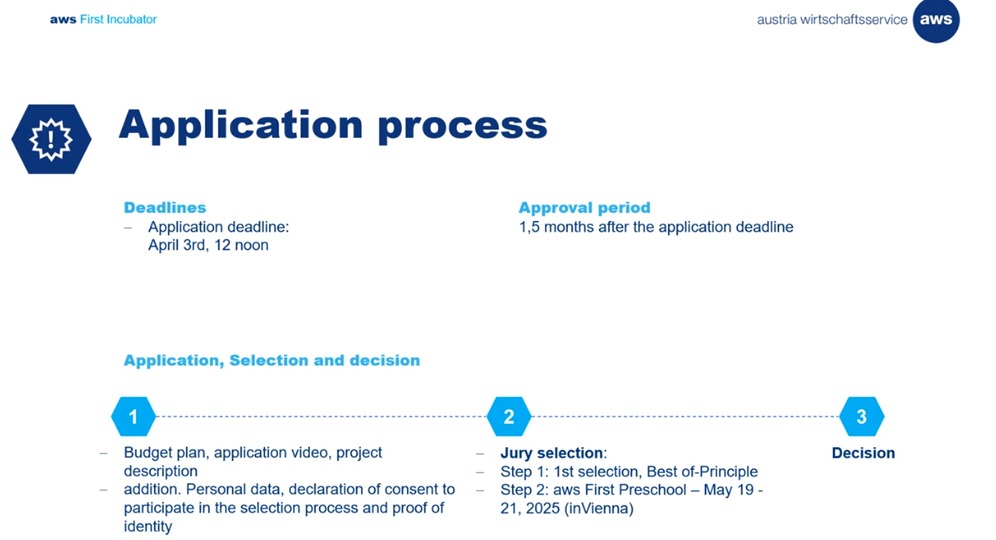 aws First Incubator
austria wirtschaftsservice aws
!
Application process
Deadlines
– Application deadline:
April 3rd, 12 noon
Approval period
1,5 months after the application deadline
Application, Selection and decision
1
– Budget plan, application video, project
description
– addition. Personal data, declaration of consent to
participate in the selection process and proof of
identity
2
– Jury selection:
– Step 1: 1st selection, Best of-Principle
– Step 2: aws First Preschool – May 19 -
21, 2025 (inVienna)
3
Decision